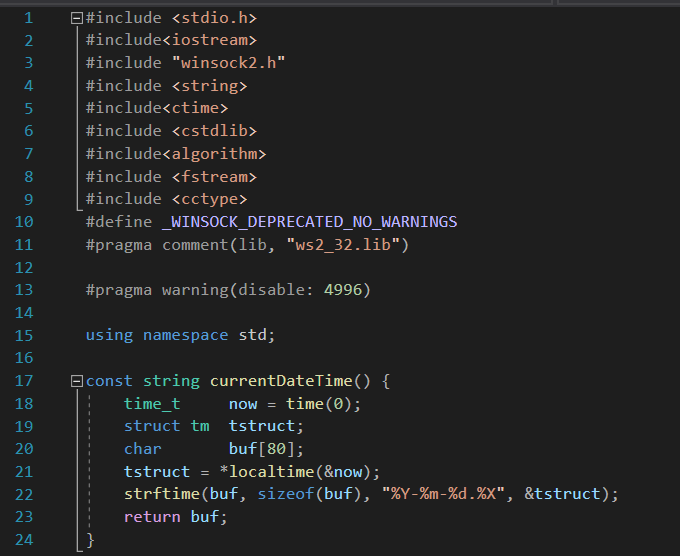 1 #include <stdio.h>
2 #include<iostream>
3 #include "winsock2.h"
4 #include <string>
5 #include<ctime>
6 #include <cstdlib>
7 #include<algorithm>
8 #include <fstream>
9 #include <cctype>
10 #define _WINSOCK_DEPRECATED_NO_WARNINGS
11 #pragma comment(lib, "ws2_32.lib")
12
13 #pragma warning(disable: 4996)
14
15 using namespace std;
16
17 const string currentDateTime() {
18     time_t     now = time(0);
19     struct tm  tstruct;
20     char       buf[80];
21     tstruct = *localtime(&now);
22     strftime(buf, sizeof(buf), "%Y-%m-%d.%X", &tstruct);
23     return buf;
24 }